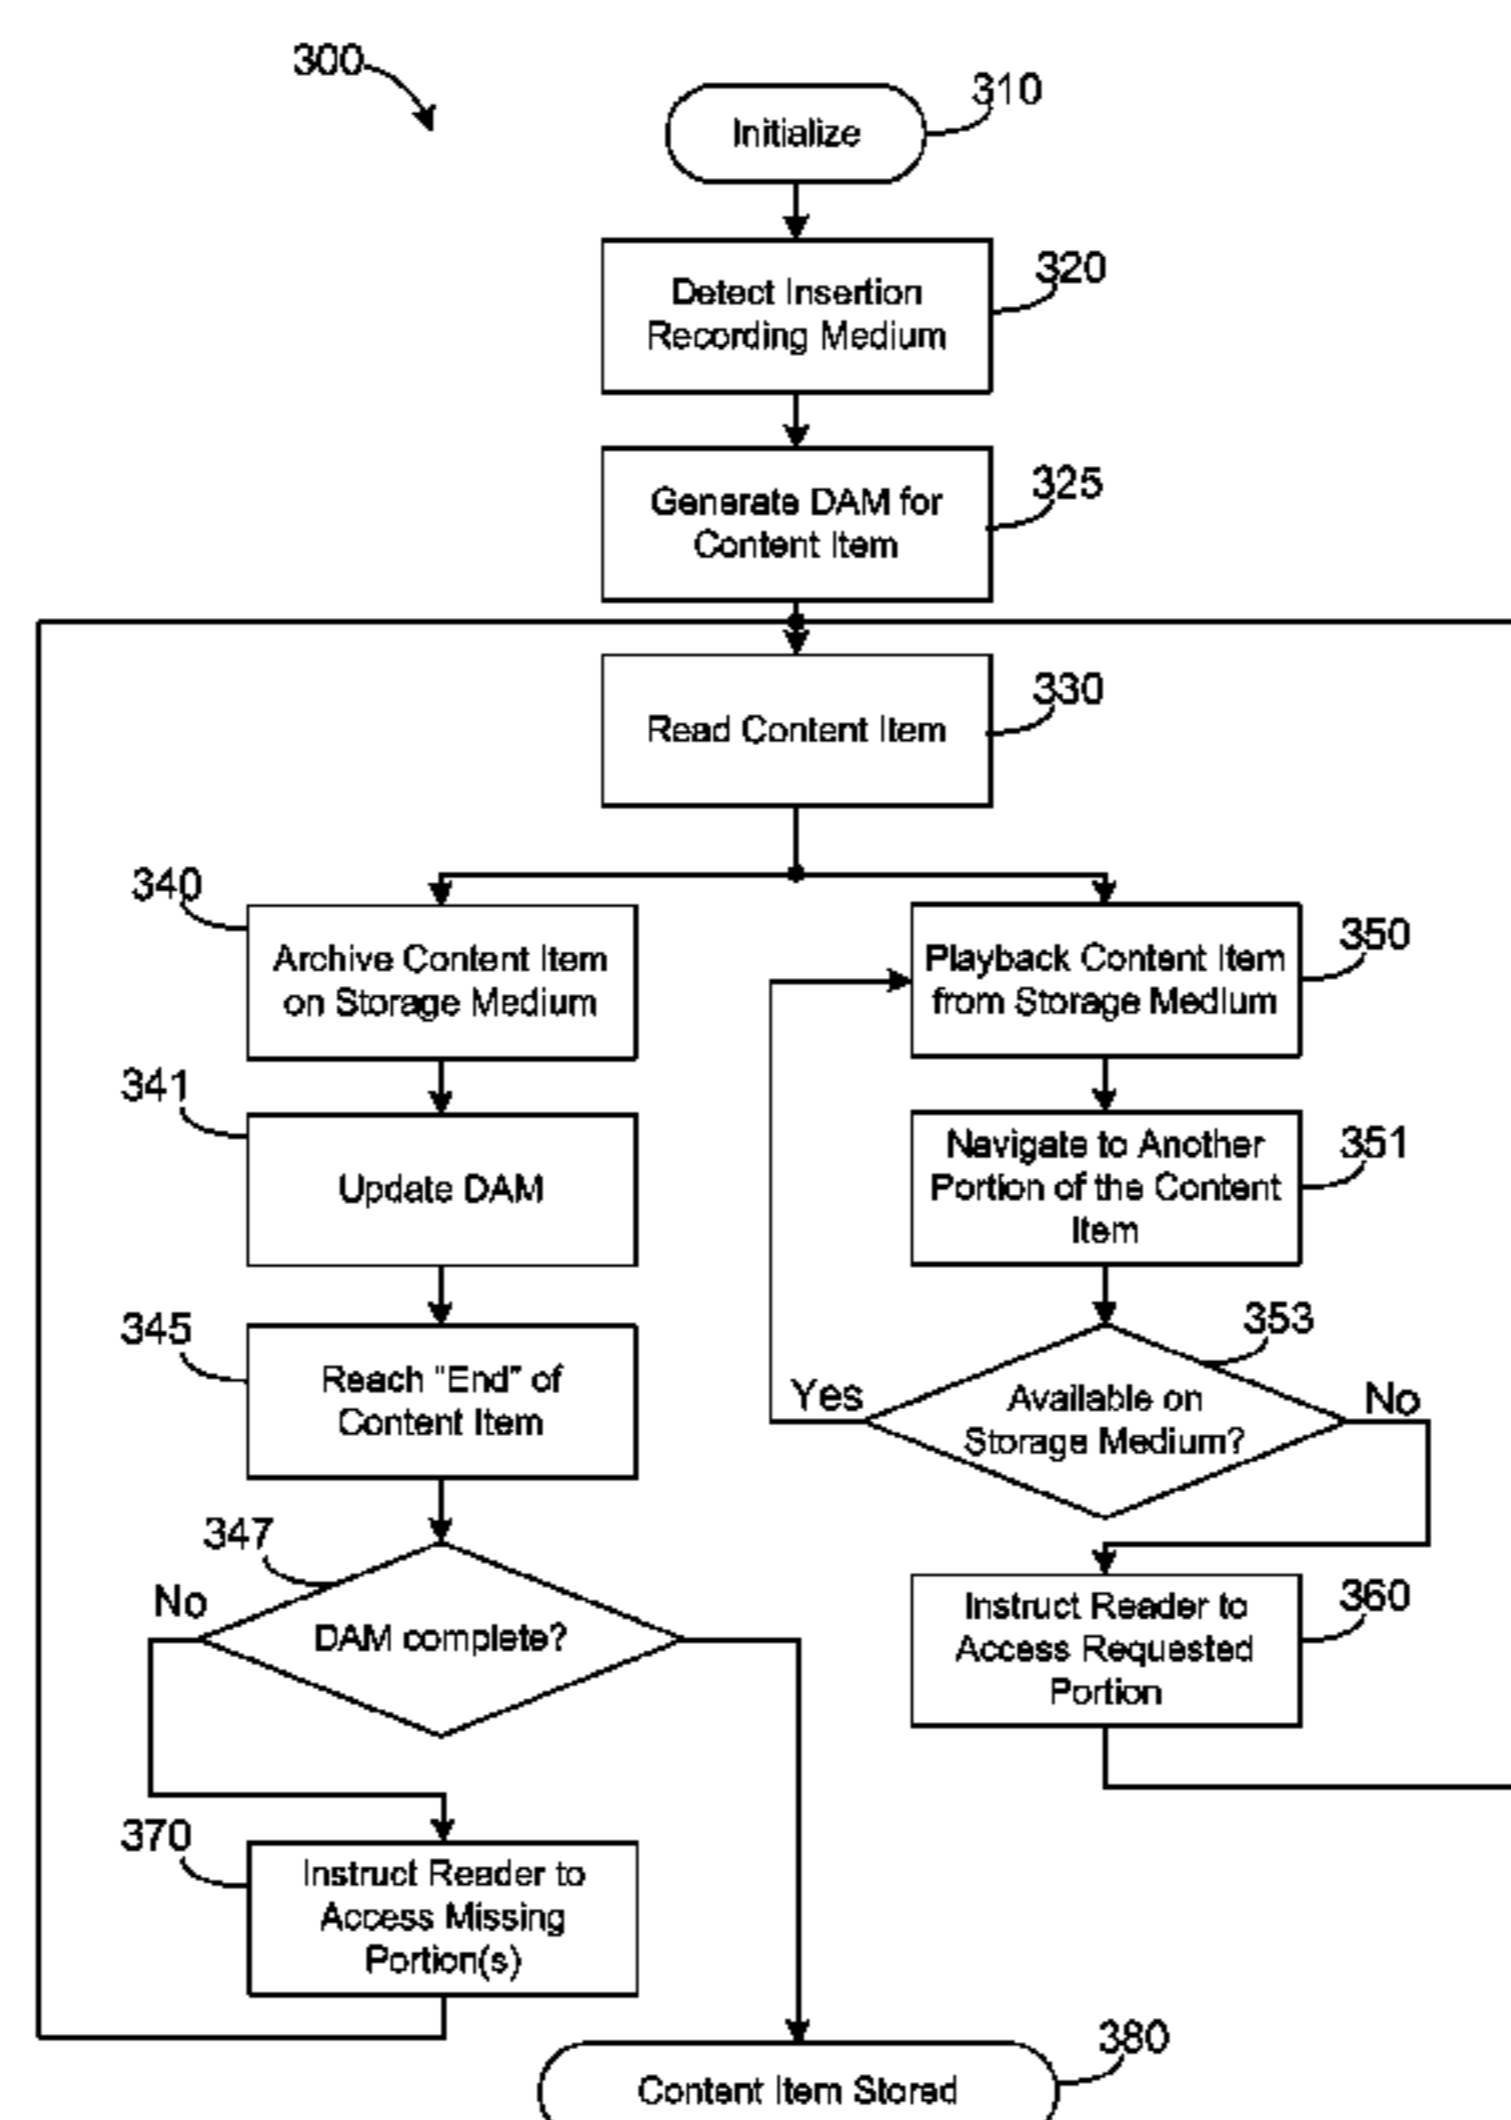 300
310
Initialize
320
Detect Insertion
Recording Medium
325
Generate DAM for
Content Item
330
Read Content Item
340
Archive Content Item
on Storage Medium
350
Playback Content Item
from Storage Medium
341
Update DAM
351
Navigate to Another
Portion of the Content
Item
345
Reach "End" of
Content Item
353
Yes
Available on
Storage Medium?
No
347
No
DAM complete?
360
Instruct Reader to
Access Requested
Portion
370
Instruct Reader to
Access Missing
Portion(s)
380
Content Item Stored